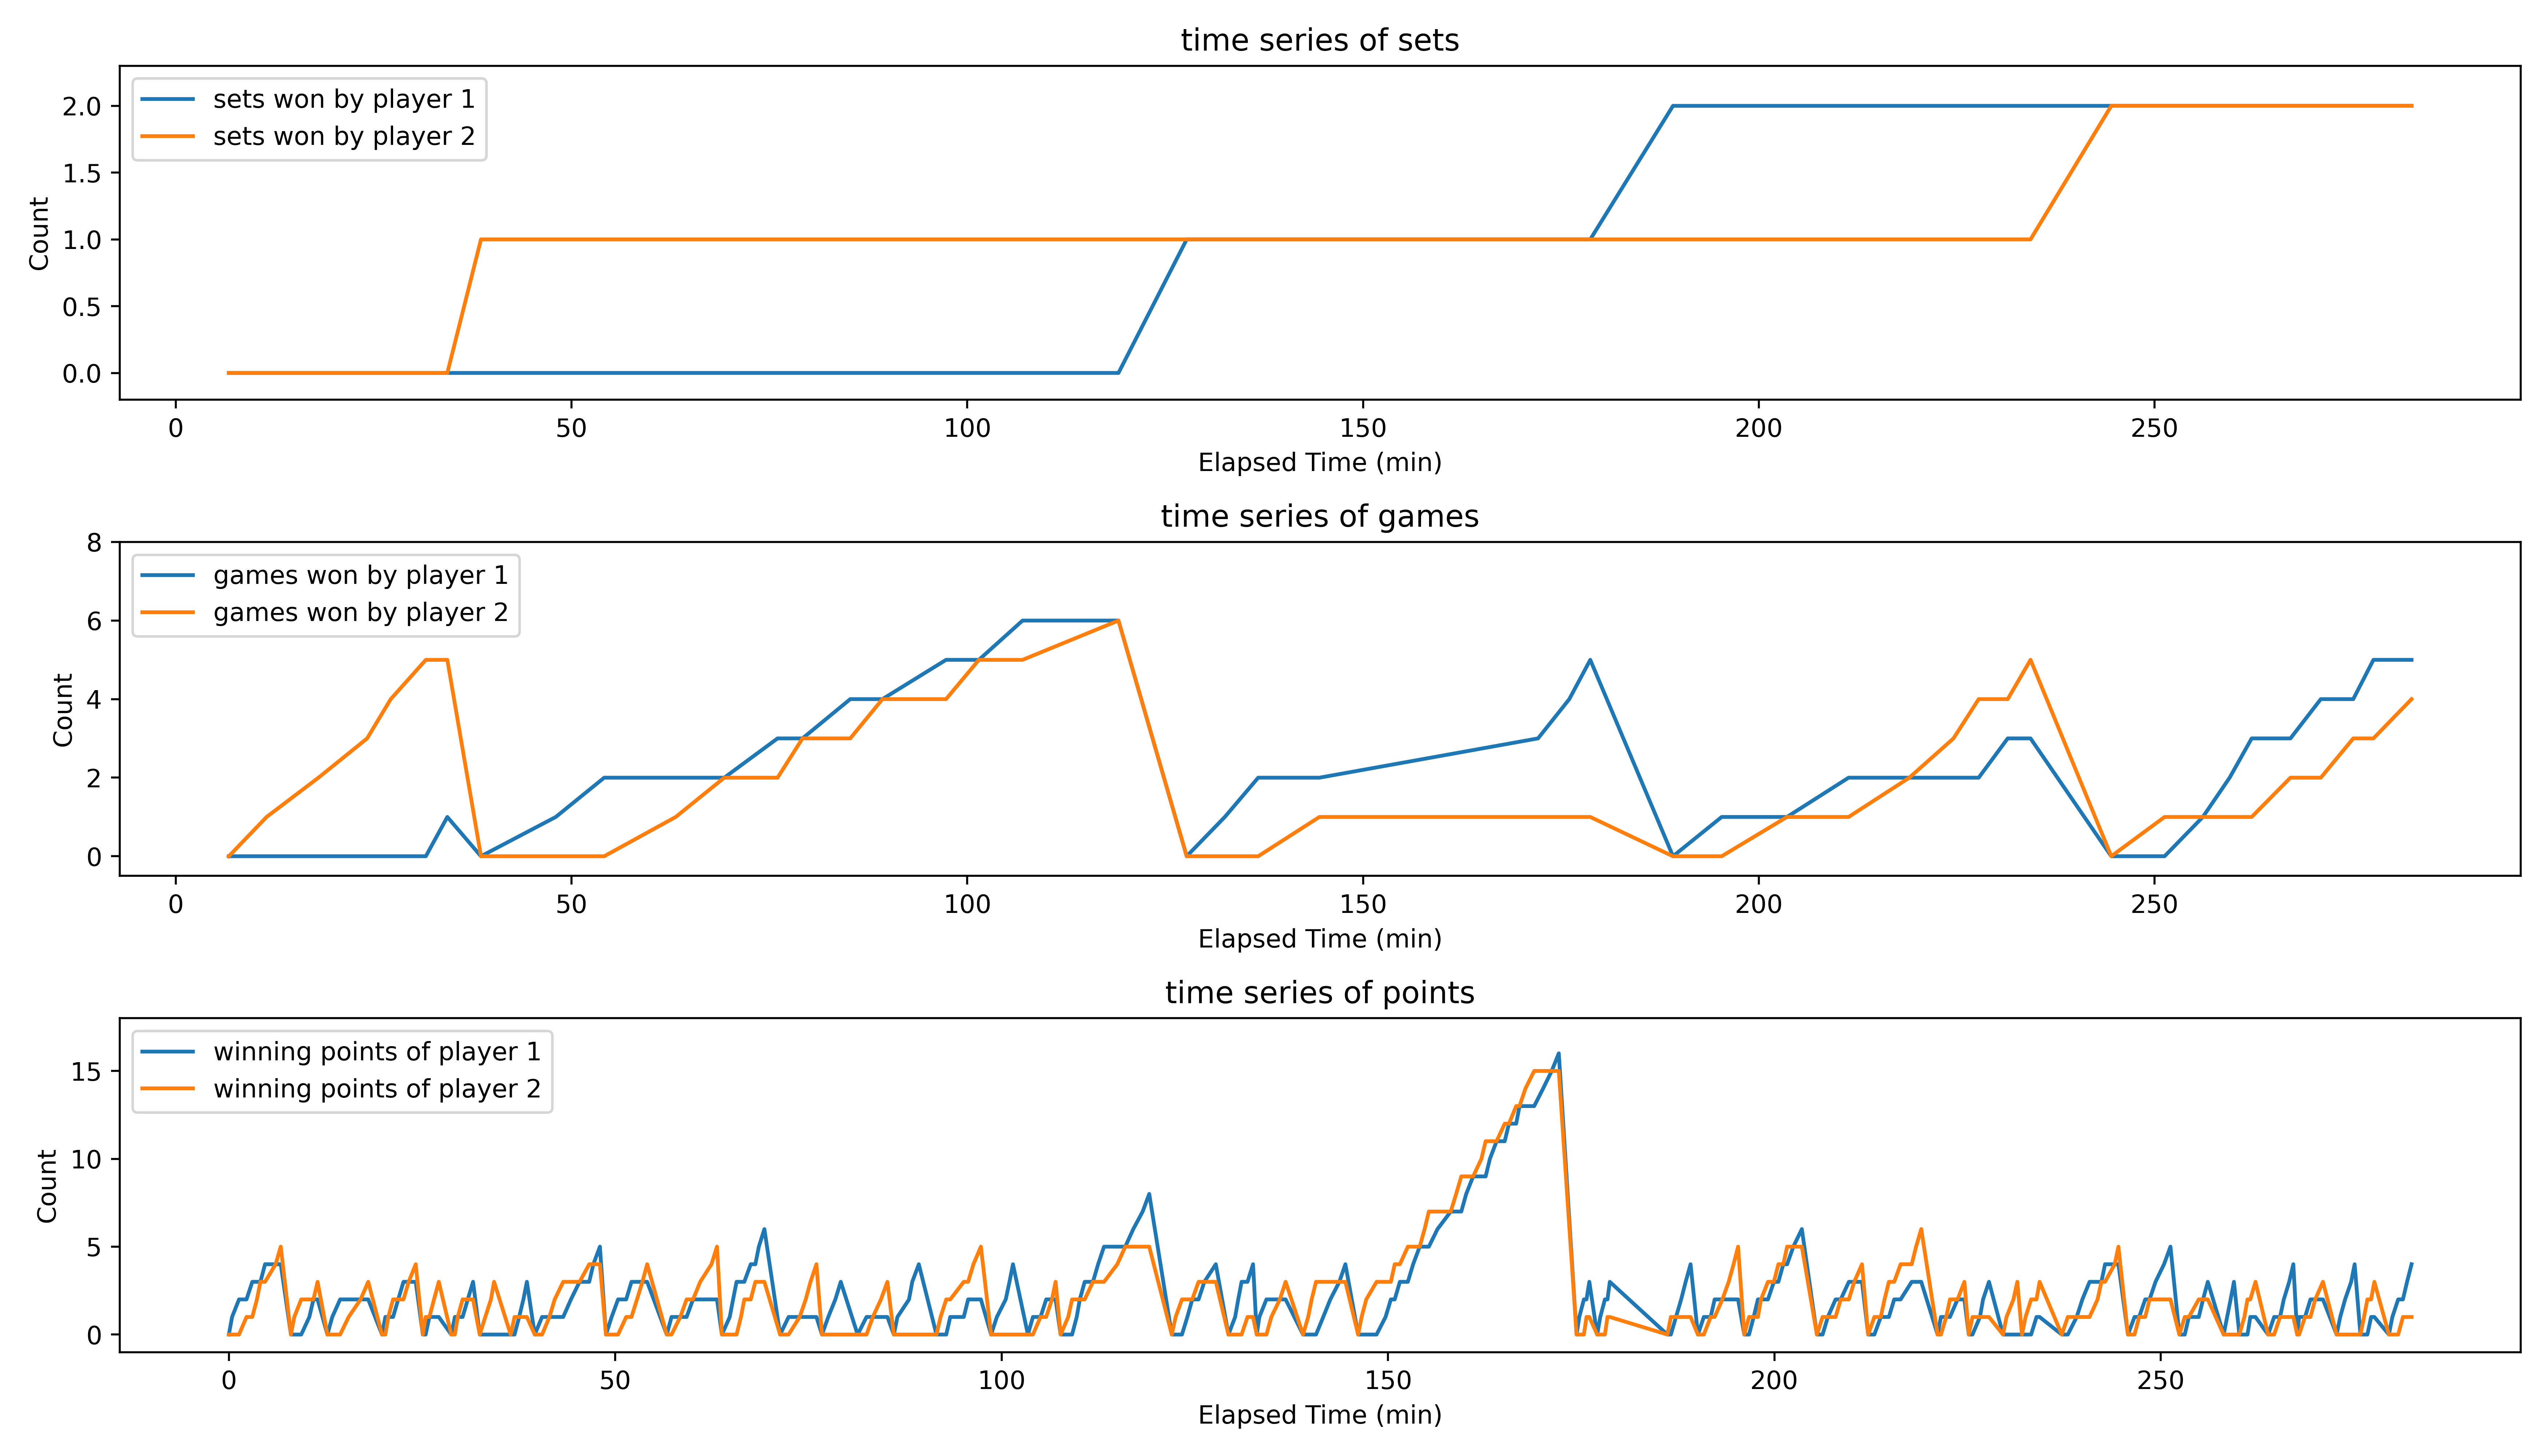 time series of sets
sets won by player 1
sets won by player 2
2.0
1.5
1.0
0.5
0.0
Count
0 50 100 150 200 250
Elapsed Time (min)
time series of games
games won by player 1
games won by player 2
8
6
4
2
0
Count
0 50 100 150 200 250
Elapsed Time (min)
time series of points
winning points of player 1
winning points of player 2
15
10
5
0
Count
0 50 100 150 200 250
Elapsed Time (min)